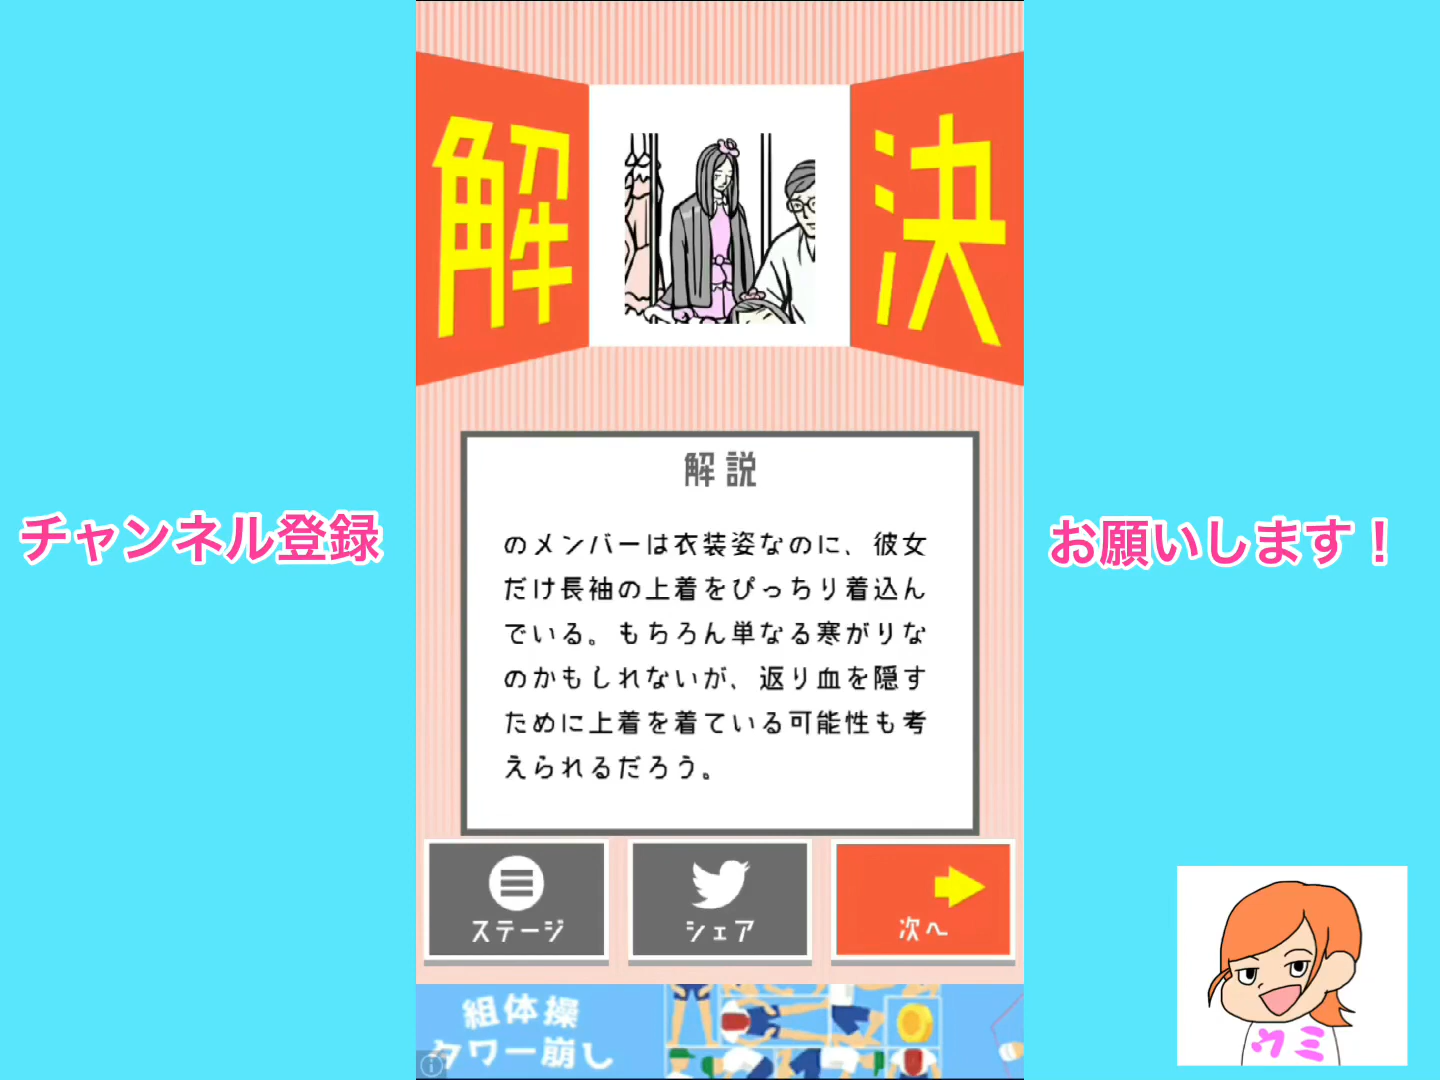 解決
解説
のメンバーは衣装姿なのに、彼女
だけ長袖の上着をぴっちり着込ん
でいる。もちろん単なる寒がりな
のかもしれないが、返り血を隠す
ために上着を着ている可能性も考
えられるだろう。
チャンネル登録
お願いします！
ステージ
シェア
次へ
組体操
タワー崩し
ウミ